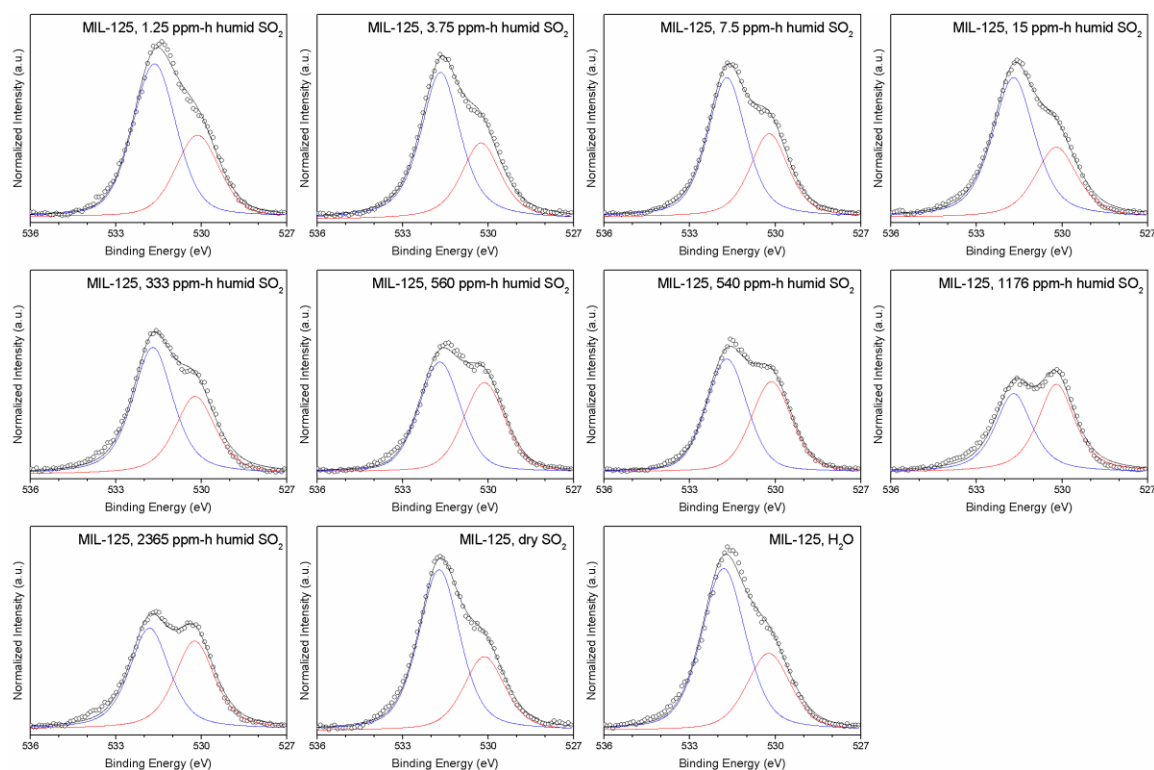 MIL-125, 1.25 ppm-h humid SO₂
Normalized Intensity (a.u.)
536 533 530 527
Binding Energy (eV)
MIL-125, 3.75 ppm-h humid SO₂
Normalized Intensity (a.u.)
536 533 530 527
Binding Energy (eV)
MIL-125, 7.5 ppm-h humid SO₂
Normalized Intensity (a.u.)
536 533 530 527
Binding Energy (eV)
MIL-125, 15 ppm-h humid SO₂
Normalized Intensity (a.u.)
536 533 530 527
Binding Energy (eV)
MIL-125, 333 ppm-h humid SO₂
Normalized Intensity (a.u.)
536 533 530 527
Binding Energy (eV)
MIL-125, 560 ppm-h humid SO₂
Normalized Intensity (a.u.)
536 533 530 527
Binding Energy (eV)
MIL-125, 540 ppm-h humid SO₂
Normalized Intensity (a.u.)
536 533 530 527
Binding Energy (eV)
MIL-125, 1176 ppm-h humid SO₂
Normalized Intensity (a.u.)
536 533 530 527
Binding Energy (eV)
MIL-125, 2365 ppm-h humid SO₂
Normalized Intensity (a.u.)
536 533 530 527
Binding Energy (eV)
MIL-125, dry SO₂
Normalized Intensity (a.u.)
536 533 530 527
Binding Energy (eV)
MIL-125, H₂O
Normalized Intensity (a.u.)
536 533 530 527
Binding Energy (eV)